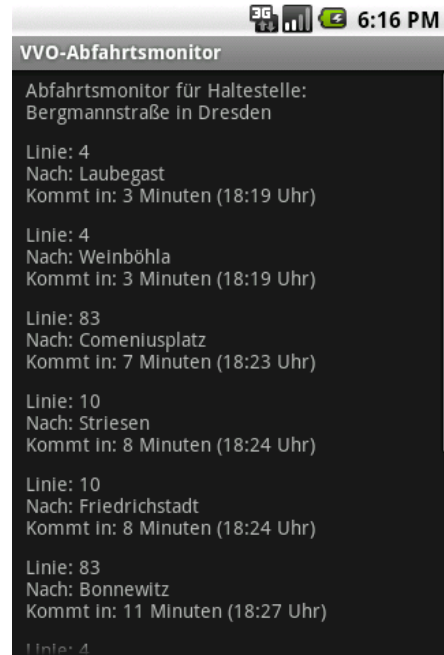 3G 6:16 PM
VVO-Abfahrtsmonitor
Abfahrtsmonitor für Haltestelle:
Bergmannstraße in Dresden
Linie: 4
Nach: Laubegast
Kommt in: 3 Minuten (18:19 Uhr)
Linie: 4
Nach: Weinböhla
Kommt in: 3 Minuten (18:19 Uhr)
Linie: 83
Nach: Comeniusplatz
Kommt in: 7 Minuten (18:23 Uhr)
Linie: 10
Nach: Striesen
Kommt in: 8 Minuten (18:24 Uhr)
Linie: 10
Nach: Friedrichstadt
Kommt in: 8 Minuten (18:24 Uhr)
Linie: 83
Nach: Bonnewitz
Kommt in: 11 Minuten (18:27 Uhr)
Linie: 4